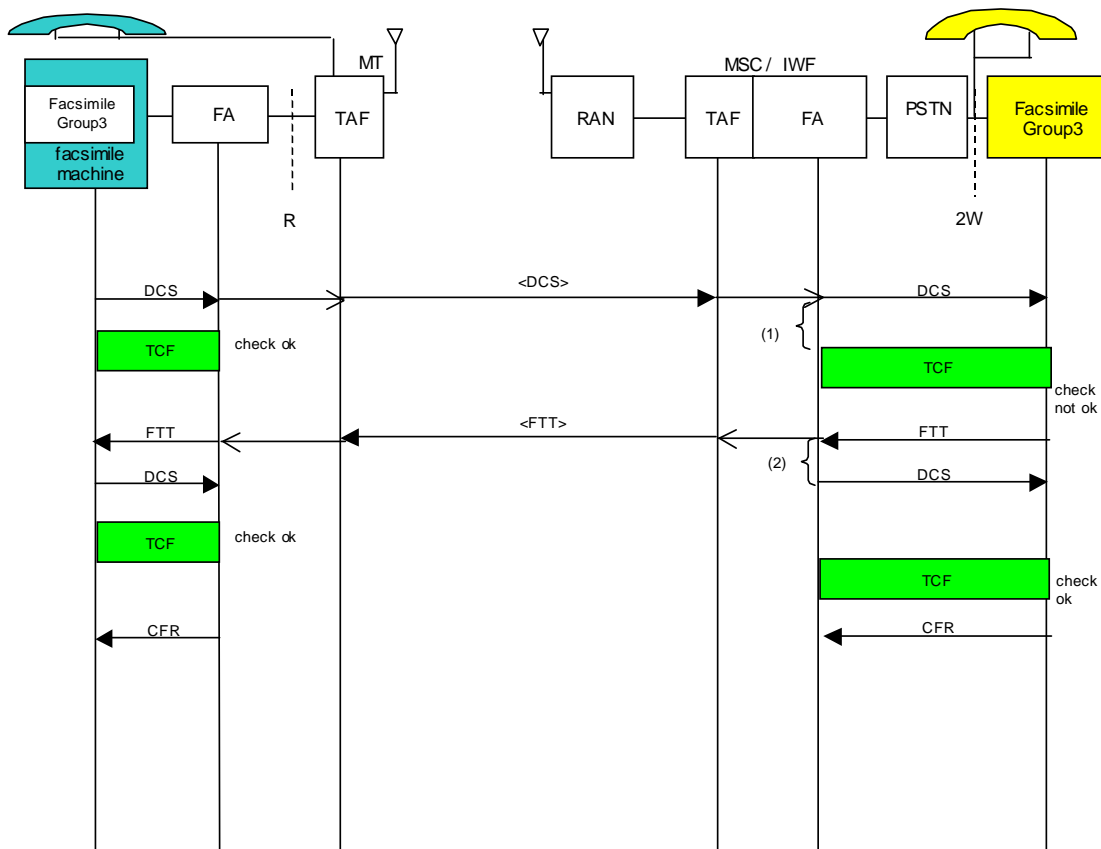 MT
MSC / IWF
Facsimile
Group3
facsimile
machine
FA
TAF
RAN
TAF
FA
PSTN
Facsimile
Group3
R
2W
DCS
<DCS>
DCS
(1)
TCF
check ok
TCF
check
not ok
FTT
<FTT>
FTT
(2)
DCS
DCS
TCF
check ok
TCF
check
ok
CFR
CFR